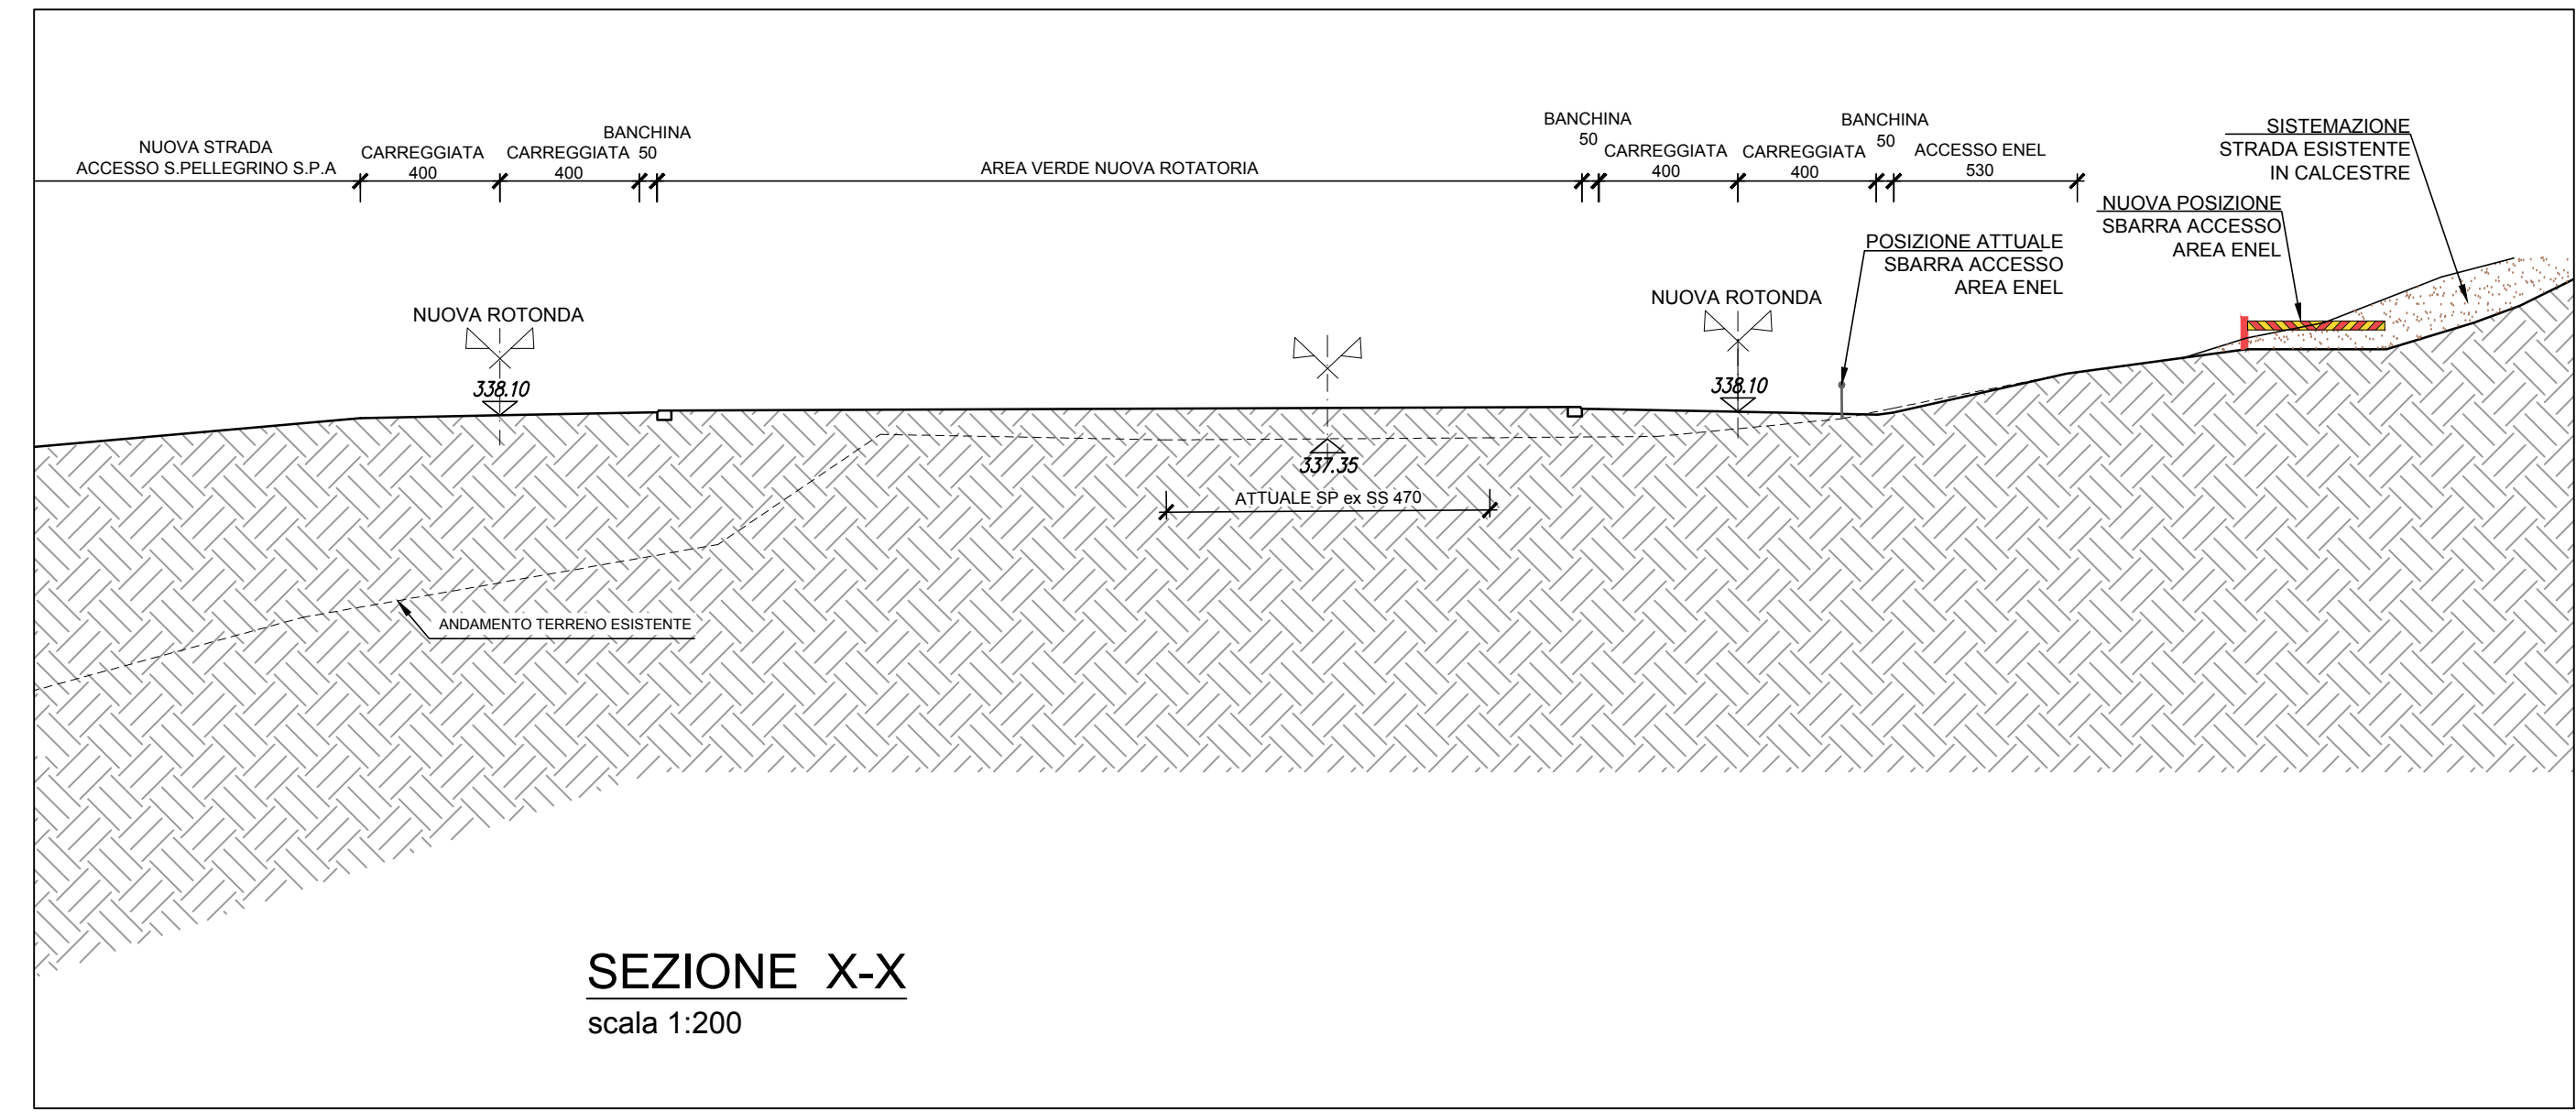 NUOVA STRADA
ACCESSO S.PELLEGRINO S.P.A
CARREGGIATA
400
CARREGGIATA
400
BANCHINA
50
AREA VERDE NUOVA ROTATORIA
BANCHINA
50
CARREGGIATA
400
CARREGGIATA
400
BANCHINA
50
ACCESSO ENEL
530
SISTEMAZIONE
STRADA ESISTENTE
IN CALCESTRE
NUOVA POSIZIONE
SBARRA ACCESSO
AREA ENEL
POSIZIONE ATTUALE
SBARRA ACCESSO
AREA ENEL
NUOVA ROTONDA
338.10
NUOVA ROTONDA
338.10
337.35
ATTUALE SP ex SS 470
ANDAMENTO TERRENO ESISTENTE
SEZIONE X-X
scala 1:200